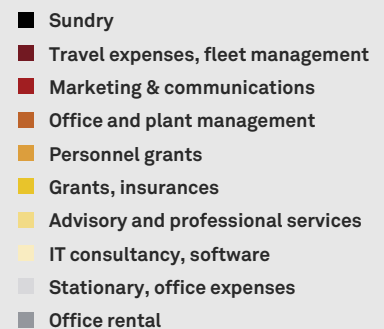 Sundry
Travel expenses, fleet management
Marketing & communications
Office and plant management
Personnel grants
Grants, insurances
Advisory and professional services
IT consultancy, software
Stationary, office expenses
Office rental